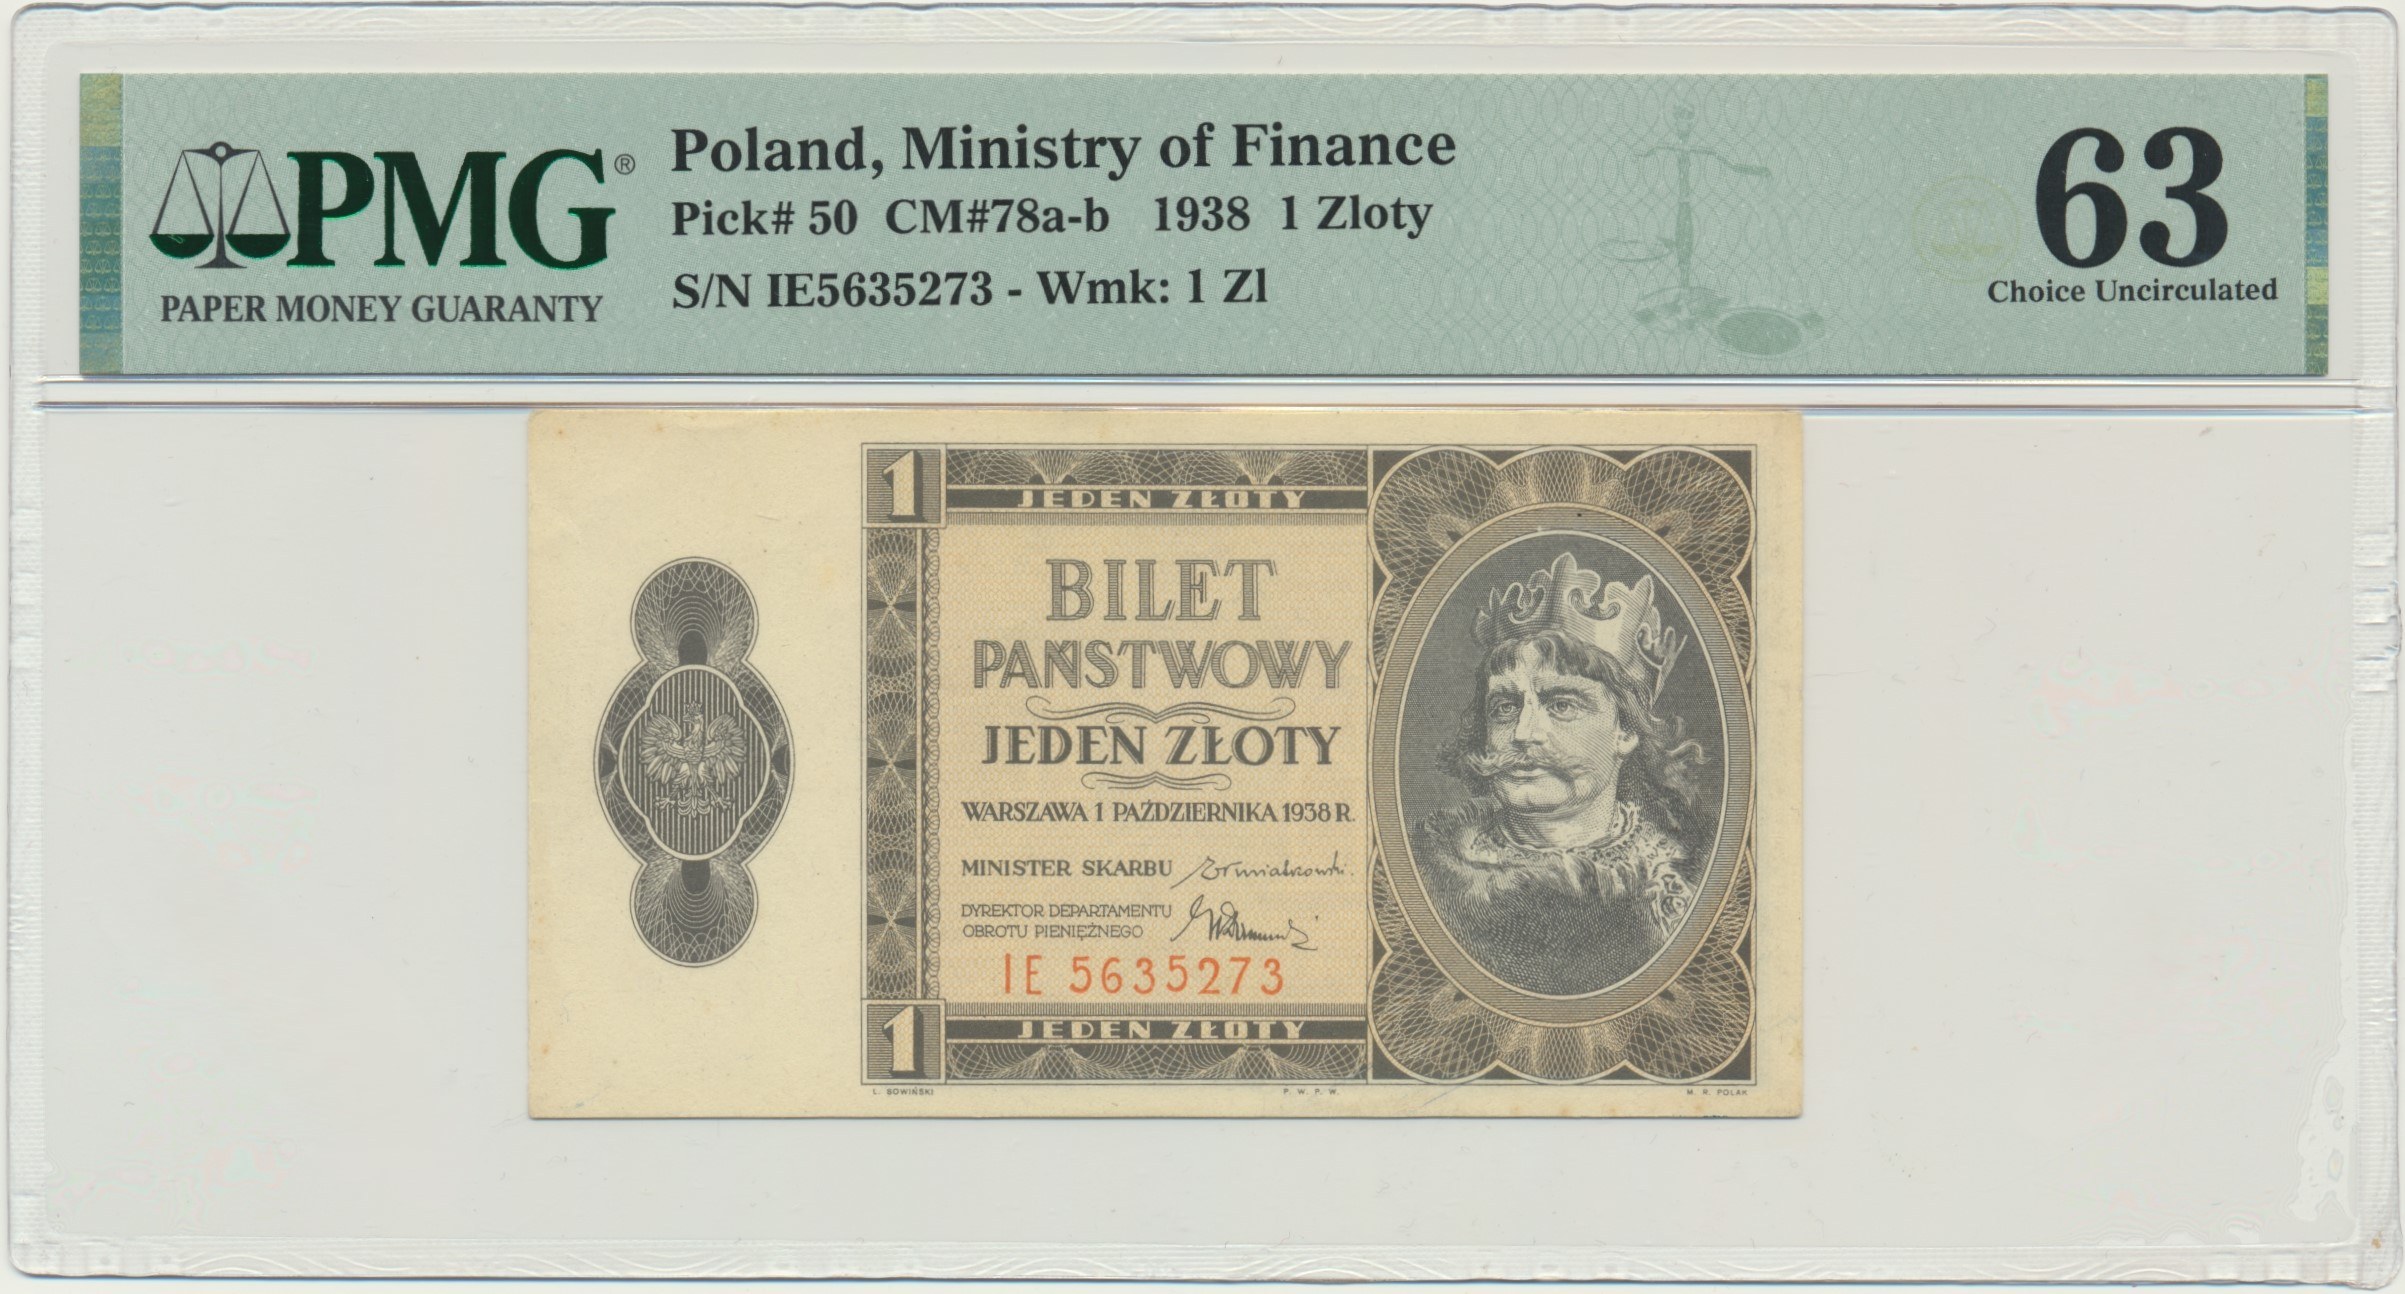 PMG®
PAPER MONEY GUARANTY
Poland, Ministry of Finance
Pick# 50 CM#78a-b 1938 1 Zloty
S/N IE5635273 - Wmk: 1 Zl
63
Choice Uncirculated
1 JEDEN ZŁOTY
BILET
PAŃSTWOWY
JEDEN ZŁOTY
WARSZAWA 1 PAŹDZIERNIKA 1938 R.
MINISTER SKARBU
DYREKTOR DEPARTAMENTU
OBROTU PIENIĘŻNEGO
IE 5635273
1 JEDEN ZŁOTY
L. SOWIŃSKI P. W. P. W. M. R. POLAK